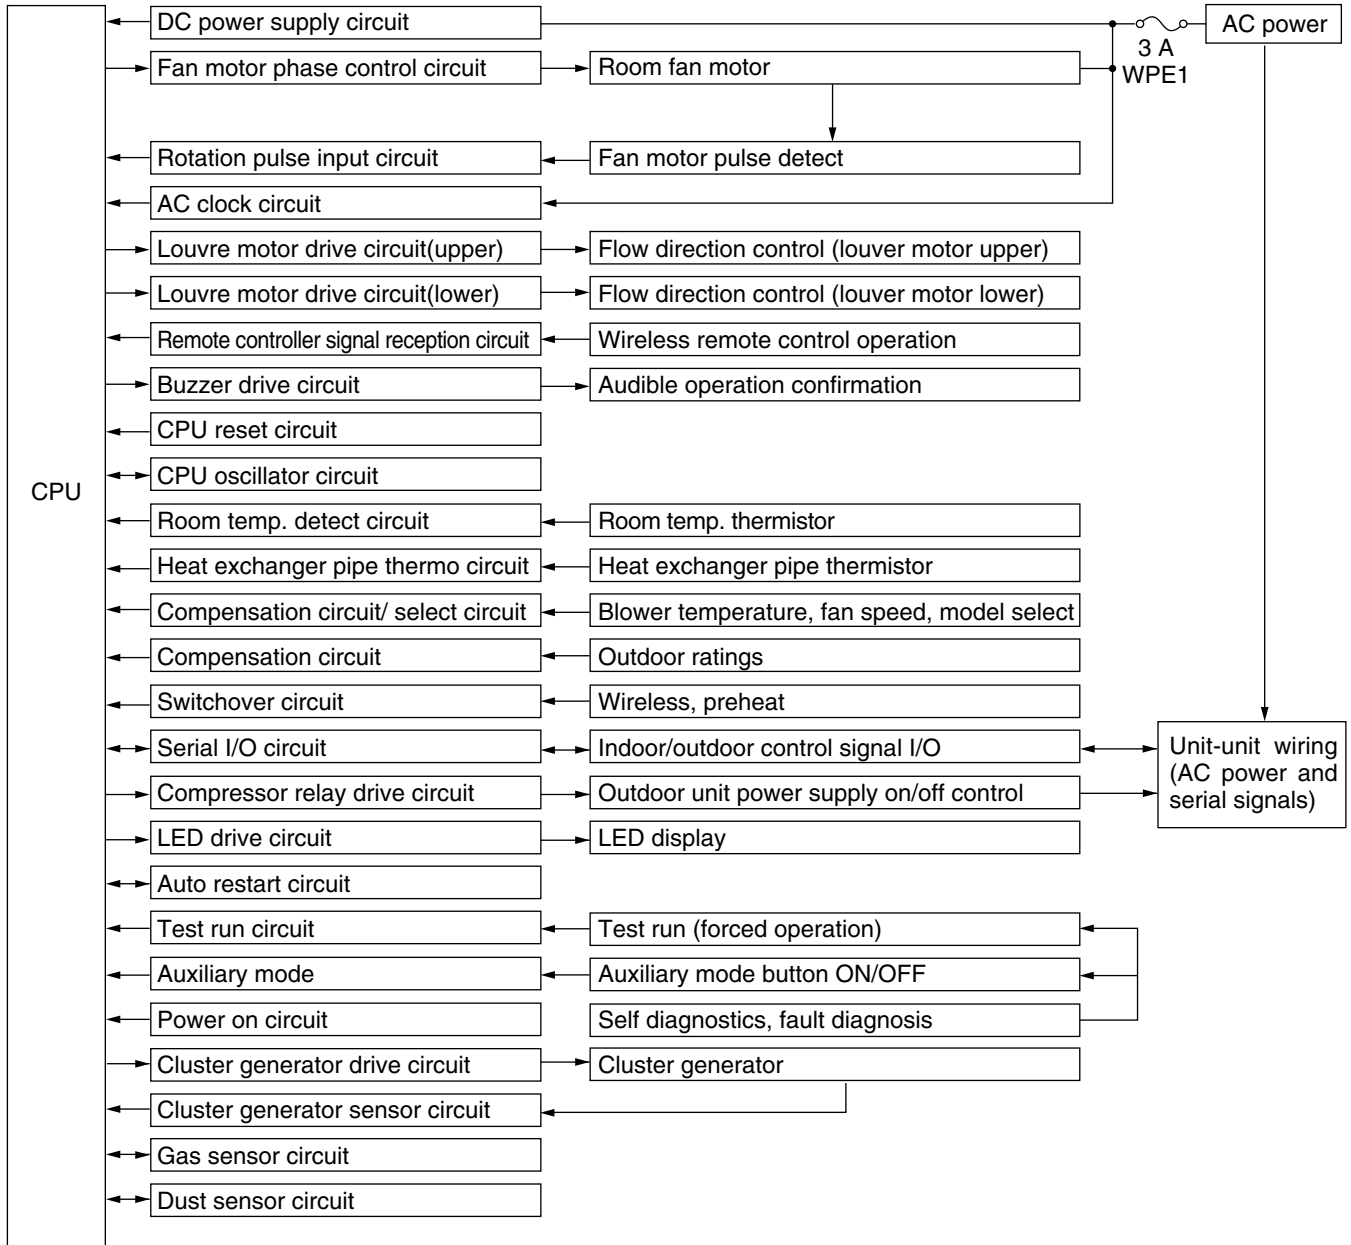 DC power supply circuit
AC power
3 A
WPE1
Fan motor phase control circuit
Room fan motor
Rotation pulse input circuit
Fan motor pulse detect
AC clock circuit
Louvre motor drive circuit(upper)
Flow direction control (louver motor upper)
Louvre motor drive circuit(lower)
Flow direction control (louver motor lower)
Remote controller signal reception circuit
Wireless remote control operation
Buzzer drive circuit
Audible operation confirmation
CPU reset circuit
CPU oscillator circuit
CPU
Room temp. detect circuit
Room temp. thermistor
Heat exchanger pipe thermo circuit
Heat exchanger pipe thermistor
Compensation circuit/ select circuit
Blower temperature, fan speed, model select
Compensation circuit
Outdoor ratings
Switchover circuit
Wireless, preheat
Serial I/O circuit
Indoor/outdoor control signal I/O
Unit-unit wiring
(AC power and
serial signals)
Compressor relay drive circuit
Outdoor unit power supply on/off control
LED drive circuit
LED display
Auto restart circuit
Test run circuit
Test run (forced operation)
Auxiliary mode
Auxiliary mode button ON/OFF
Power on circuit
Self diagnostics, fault diagnosis
Cluster generator drive circuit
Cluster generator
Cluster generator sensor circuit
Gas sensor circuit
Dust sensor circuit